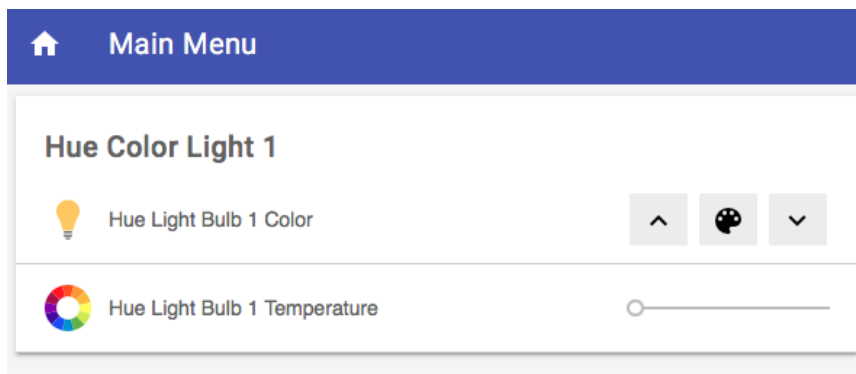 Main Menu
Hue Color Light 1
Hue Light Bulb 1 Color
Hue Light Bulb 1 Temperature